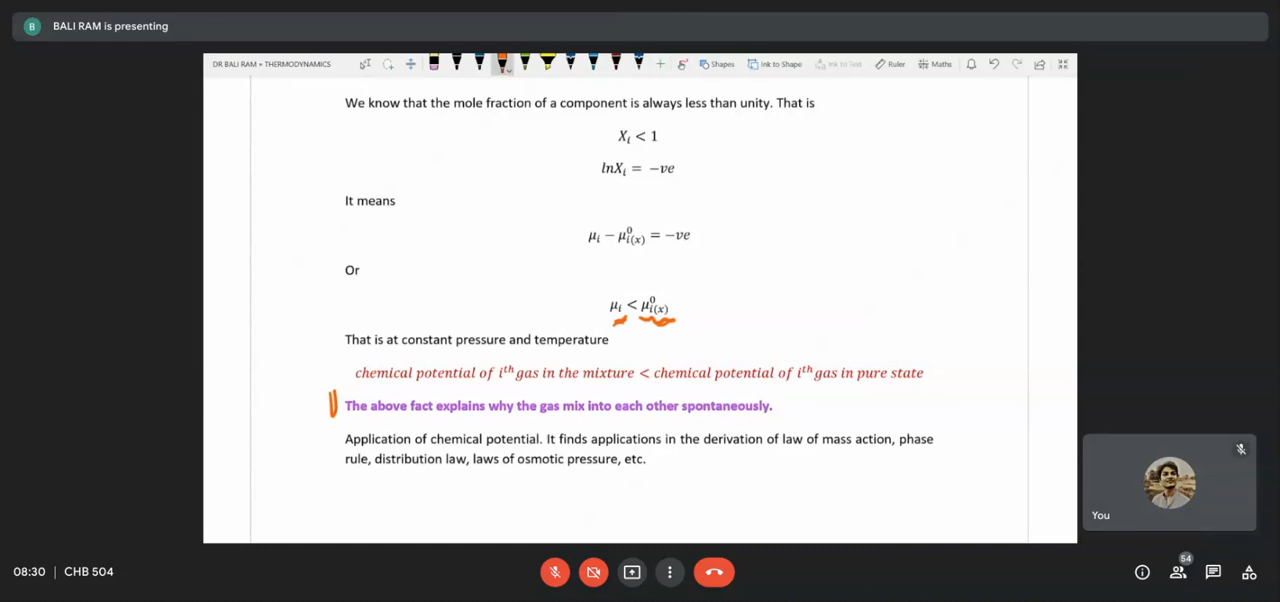 B BALI RAM is presenting
DR BALI RAM - THERMODYNAMICS Shapes Ink to Shape Ink to Text Ruler Maths
We know that the mole fraction of a component is always less than unity. That is
Xᵢ < 1
lnXᵢ = −ve
It means
μᵢ − μ⁰ᵢ₍ₓ₎ = −ve
Or
μᵢ < μ⁰ᵢ₍ₓ₎
That is at constant pressure and temperature
chemical potential of iᵗʰ gas in the mixture < chemical potential of iᵗʰ gas in pure state
The above fact explains why the gas mix into each other spontaneously.
Application of chemical potential. It finds applications in the derivation of law of mass action, phase
rule, distribution law, laws of osmotic pressure, etc.
You
08:30 | CHB 504
54